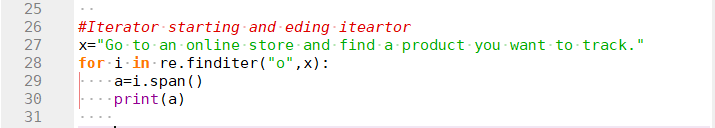 25
26 #Iterator starting and eding iteartor
27 x="Go to an online store and find a product you want to track."
28 for i in re.finditer("o",x):
29     a=i.span()
30     print(a)
31